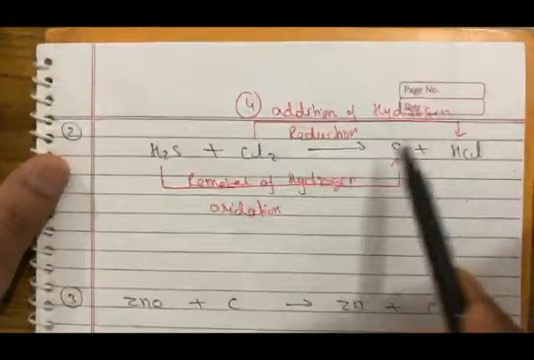 Page No.
④ addition of Hydrogen
Reduction
② H₂S + Cl₂ → S + HCl
Removal of Hydrogen
oxidation
③ ZnO + C → Zn +